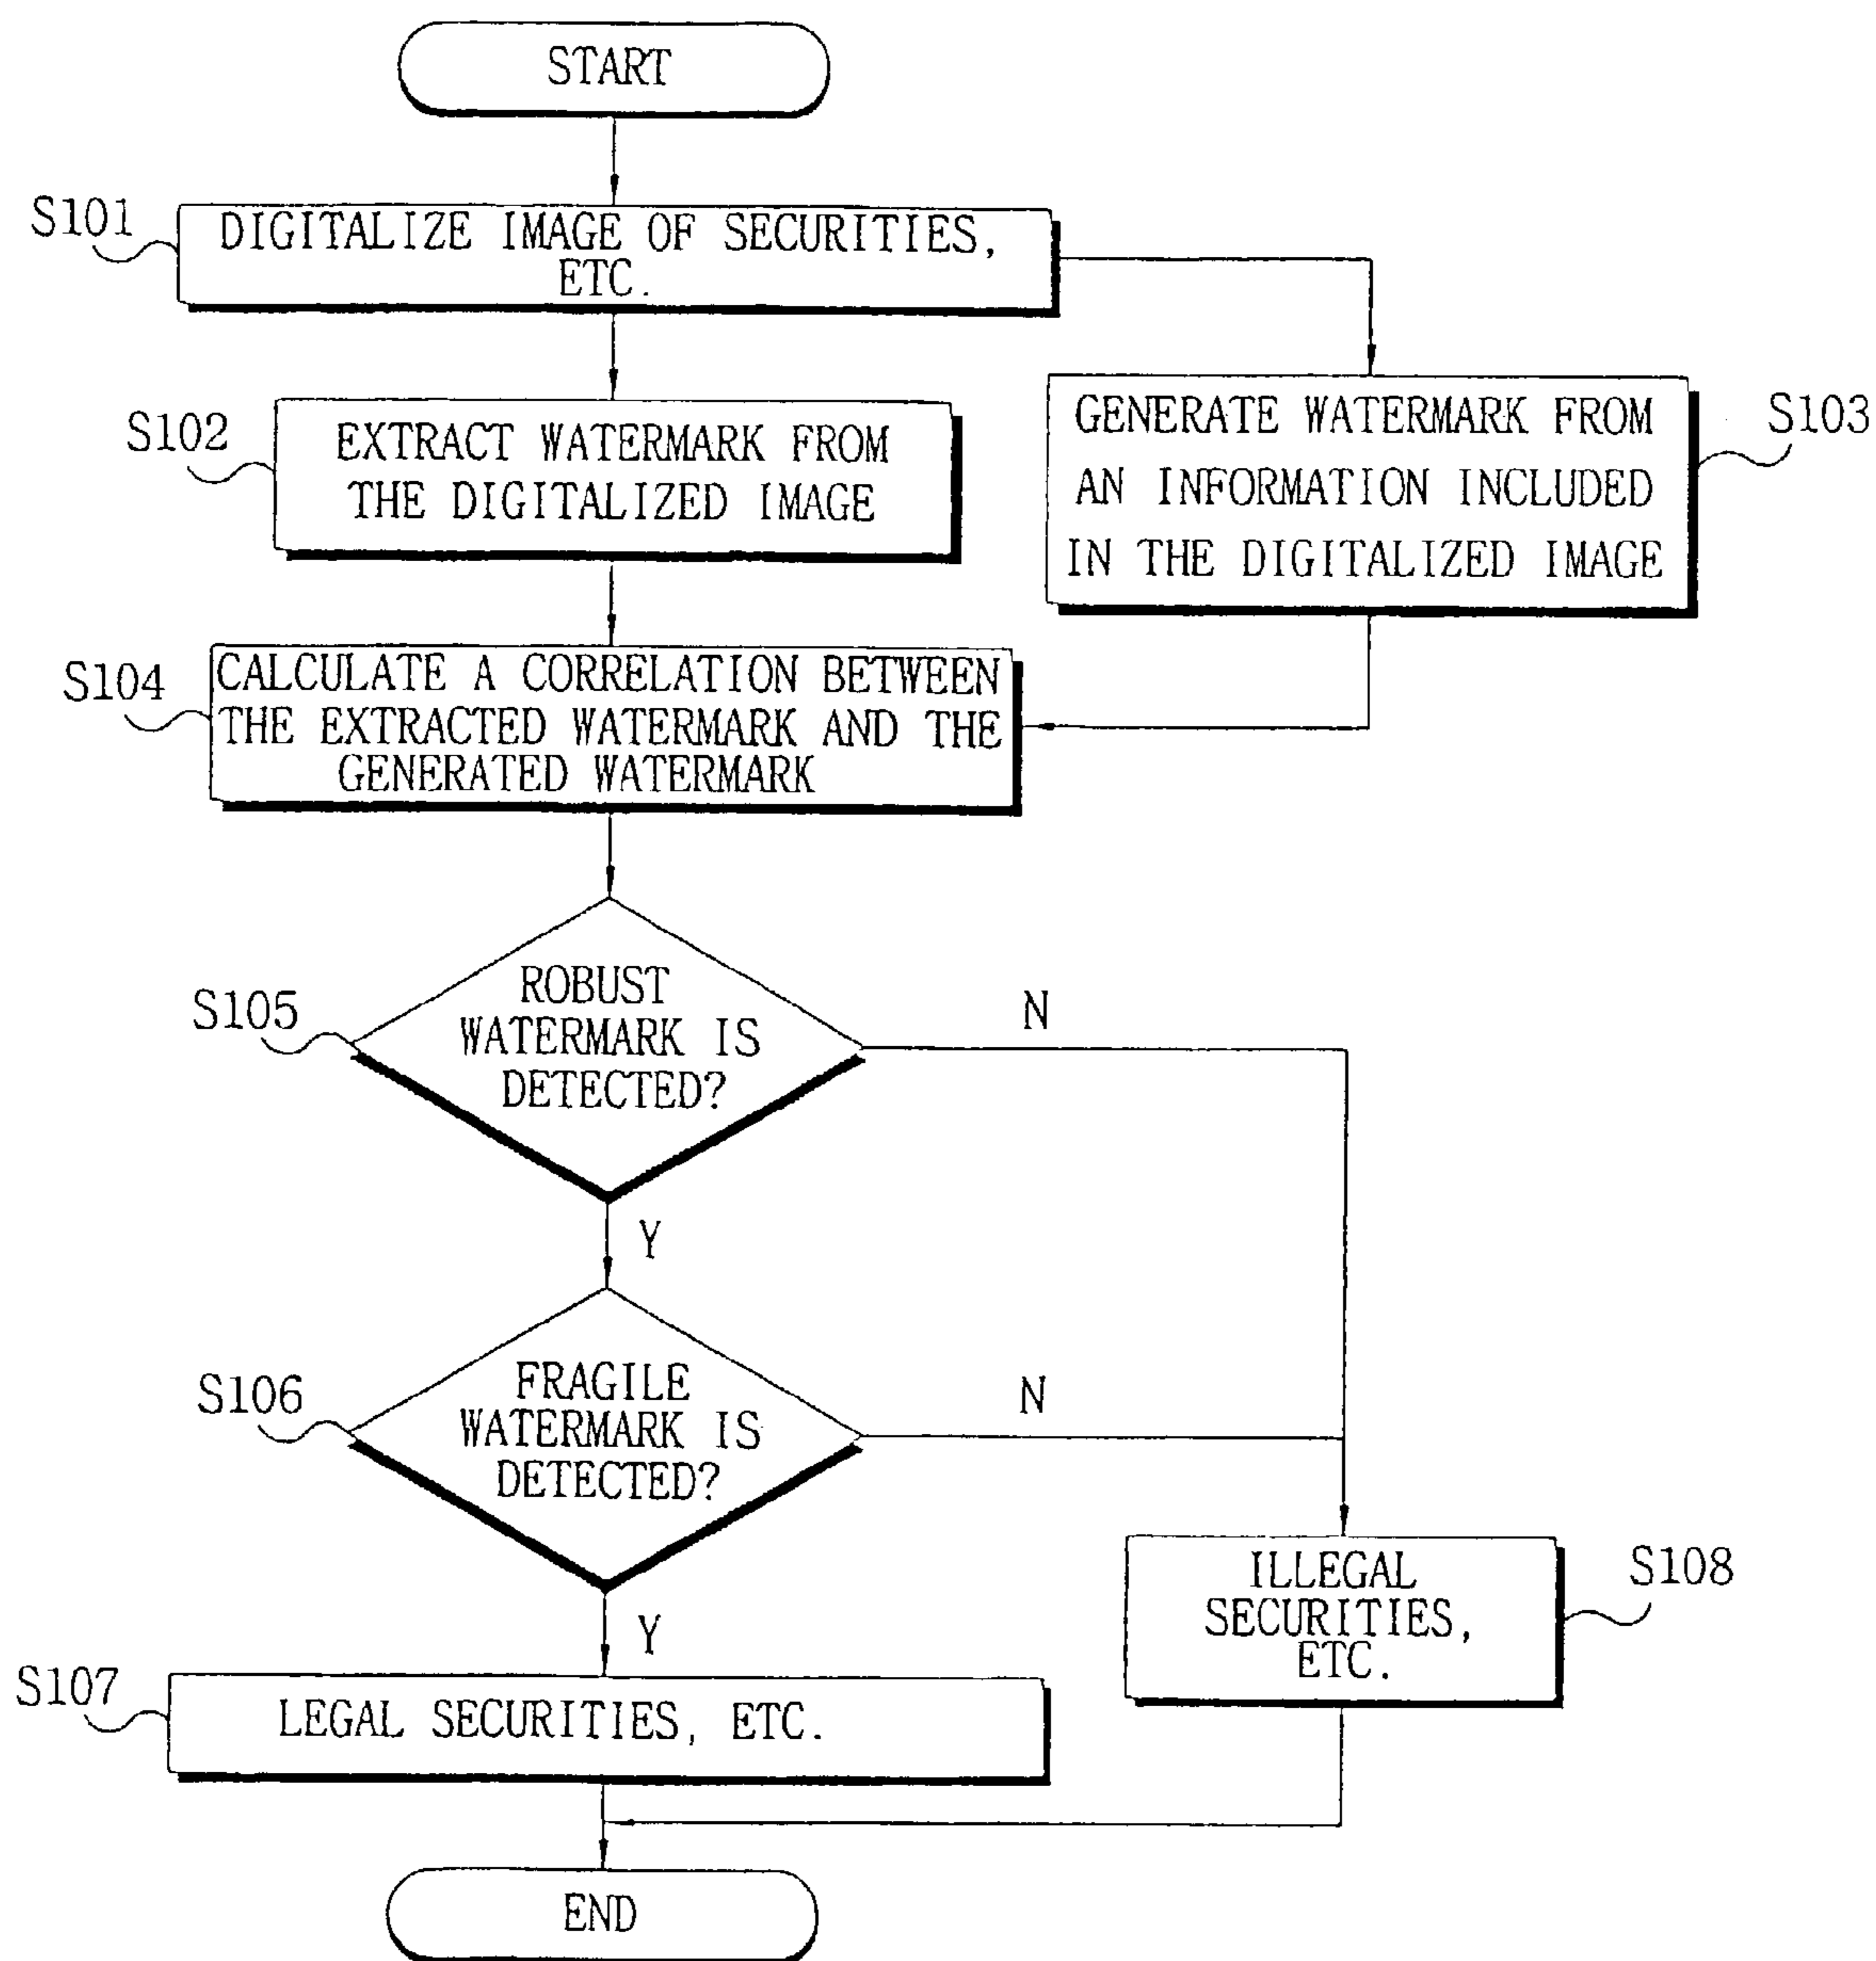 START
S101
DIGITALIZE IMAGE OF SECURITIES,
ETC.
S102
EXTRACT WATERMARK FROM
THE DIGITALIZED IMAGE
GENERATE WATERMARK FROM
AN INFORMATION INCLUDED
IN THE DIGITALIZED IMAGE
S103
S104
CALCULATE A CORRELATION BETWEEN
THE EXTRACTED WATERMARK AND THE
GENERATED WATERMARK
S105
ROBUST
WATERMARK IS
DETECTED?
N
Y
S106
FRAGILE
WATERMARK IS
DETECTED?
N
Y
ILLEGAL
SECURITIES,
ETC.
S108
S107
LEGAL SECURITIES, ETC.
END